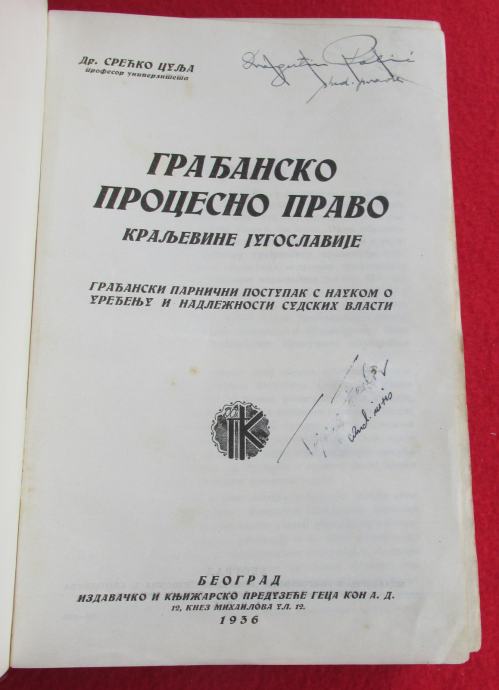 Др. СРЕЋКО ЦУЉА
професор универзитета
ГРАЂАНСКО
ПРОЦЕСНО ПРАВО
КРАЉЕВИНЕ ЈУГОСЛАВИЈЕ
ГРАЂАНСКИ ПАРНИЧНИ ПОСТУПАК С НАУКОМ О
УРЕЂЕЊУ И НАДЛЕЖНОСТИ СУДСКИХ ВЛАСТИ
БЕОГРАД
ИЗДАВАЧКО И КЊИЖАРСКО ПРЕДУЗЕЋЕ ГЕЦА КОН А. Д.
12, КНЕЗ МИХАИЛОВА УЛ. 12.
1936